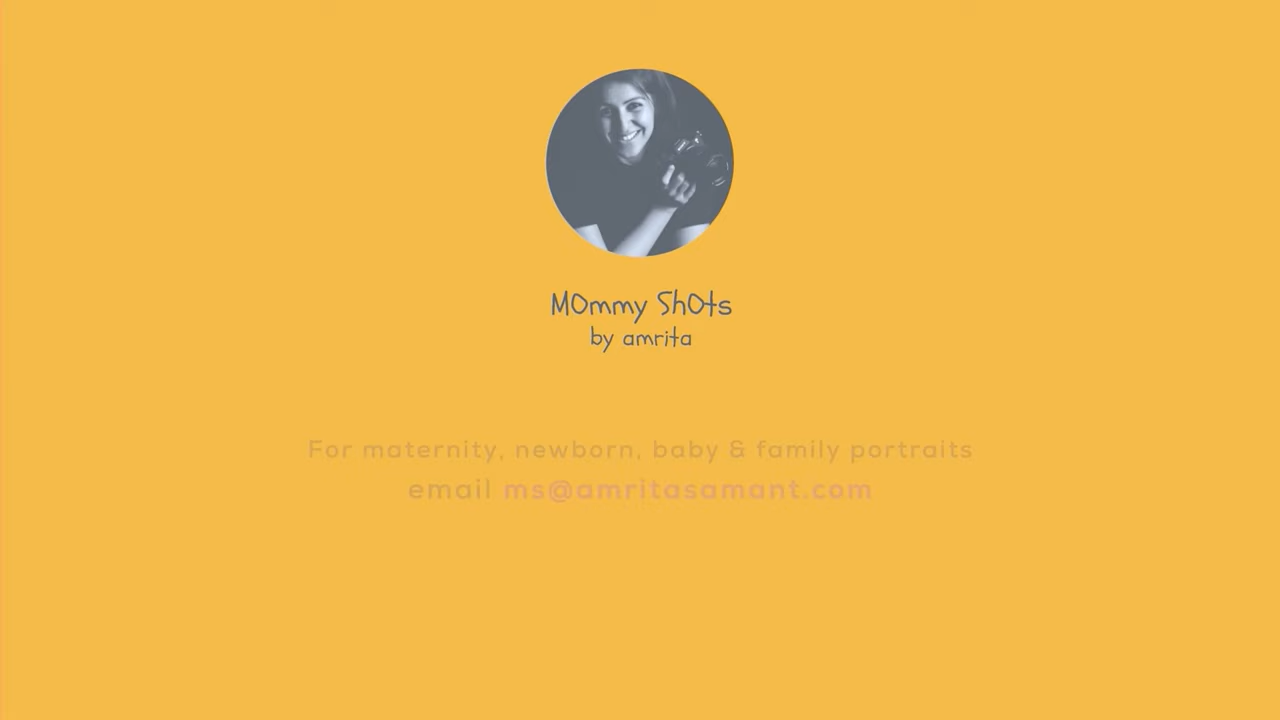 MOmmy ShOts
by amrita
For maternity, newborn, baby & family portraits
email ms@amritasamant.com